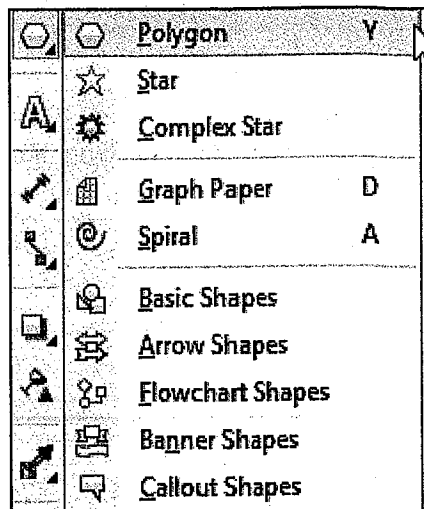 Polygon Y
Star
Complex Star
Graph Paper D
Spiral A
Basic Shapes
Arrow Shapes
Flowchart Shapes
Banner Shapes
Callout Shapes